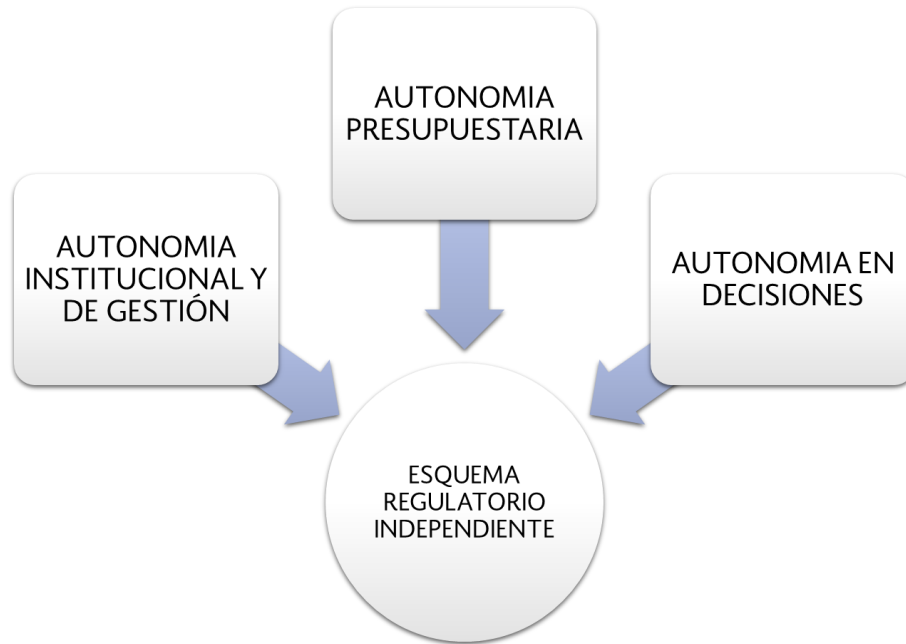 AUTONOMIA
PRESUPUESTARIA
AUTONOMIA
INSTITUCIONAL Y
DE GESTIÓN
AUTONOMIA EN
DECISIONES
ESQUEMA
REGULATORIO
INDEPENDIENTE